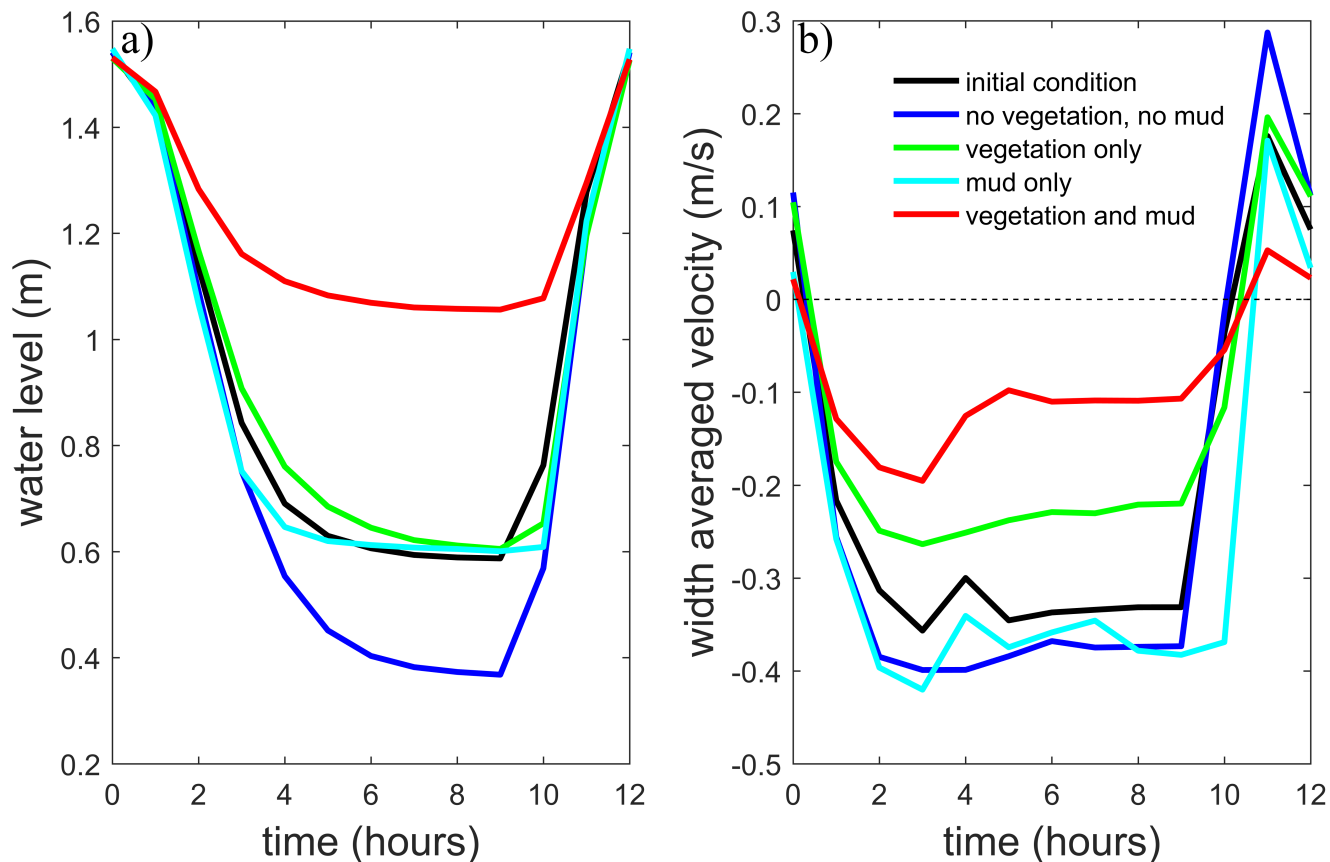 a)
1.6
1.4
1.2
1
0.8
0.6
0.4
0.2
0 2 4 6 8 10 12
water level (m)
time (hours)
b)
initial condition
no vegetation, no mud
vegetation only
mud only
vegetation and mud
0.3
0.2
0.1
0
-0.1
-0.2
-0.3
-0.4
-0.5
0 2 4 6 8 10 12
width averaged velocity (m/s)
time (hours)